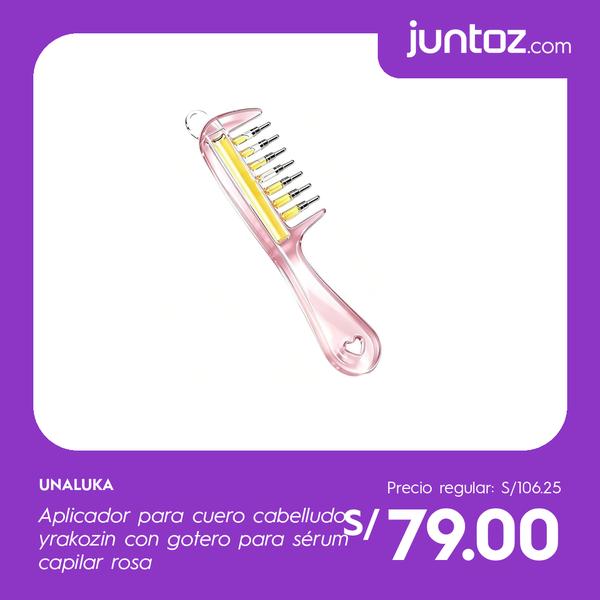 juntoz.com
UNALUKA
Aplicador para cuero cabelludo
yrakozin con gotero para sérum
capilar rosa
Precio regular: S/106.25
S/79.00